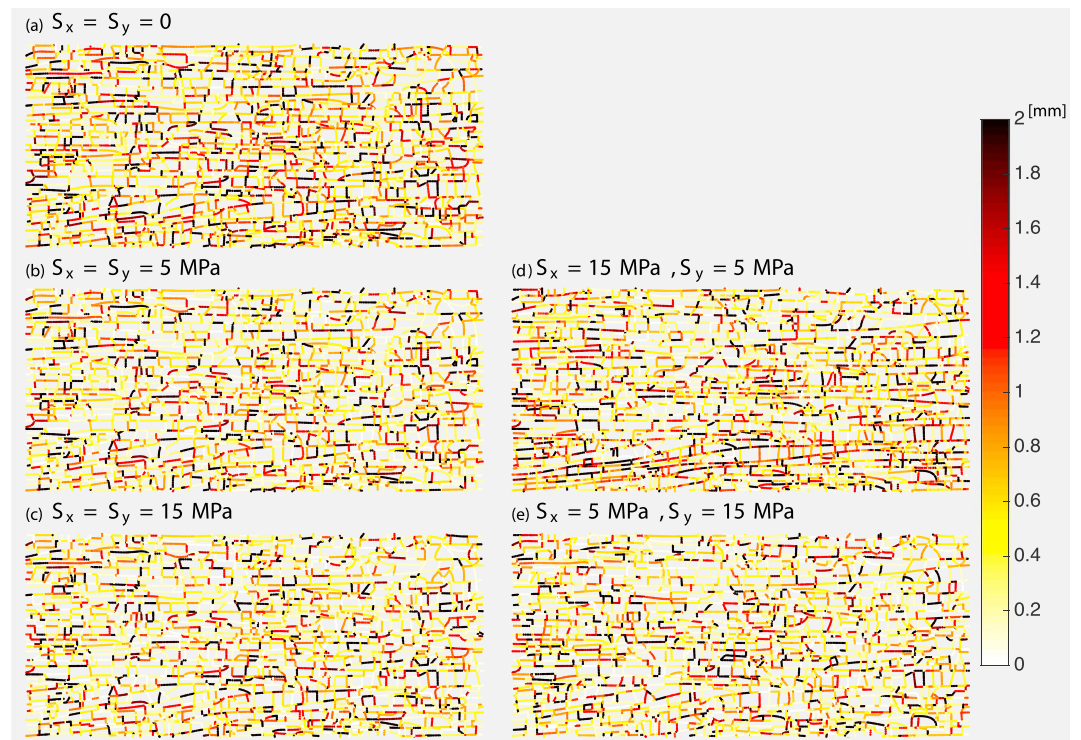 (a) Sx = Sy = 0
(b) Sx = Sy = 5 MPa
(d) Sx = 15 MPa , Sy = 5 MPa
(c) Sx = Sy = 15 MPa
(e) Sx = 5 MPa , Sy = 15 MPa
[mm]
2
1.8
1.6
1.4
1.2
1
0.8
0.6
0.4
0.2
0